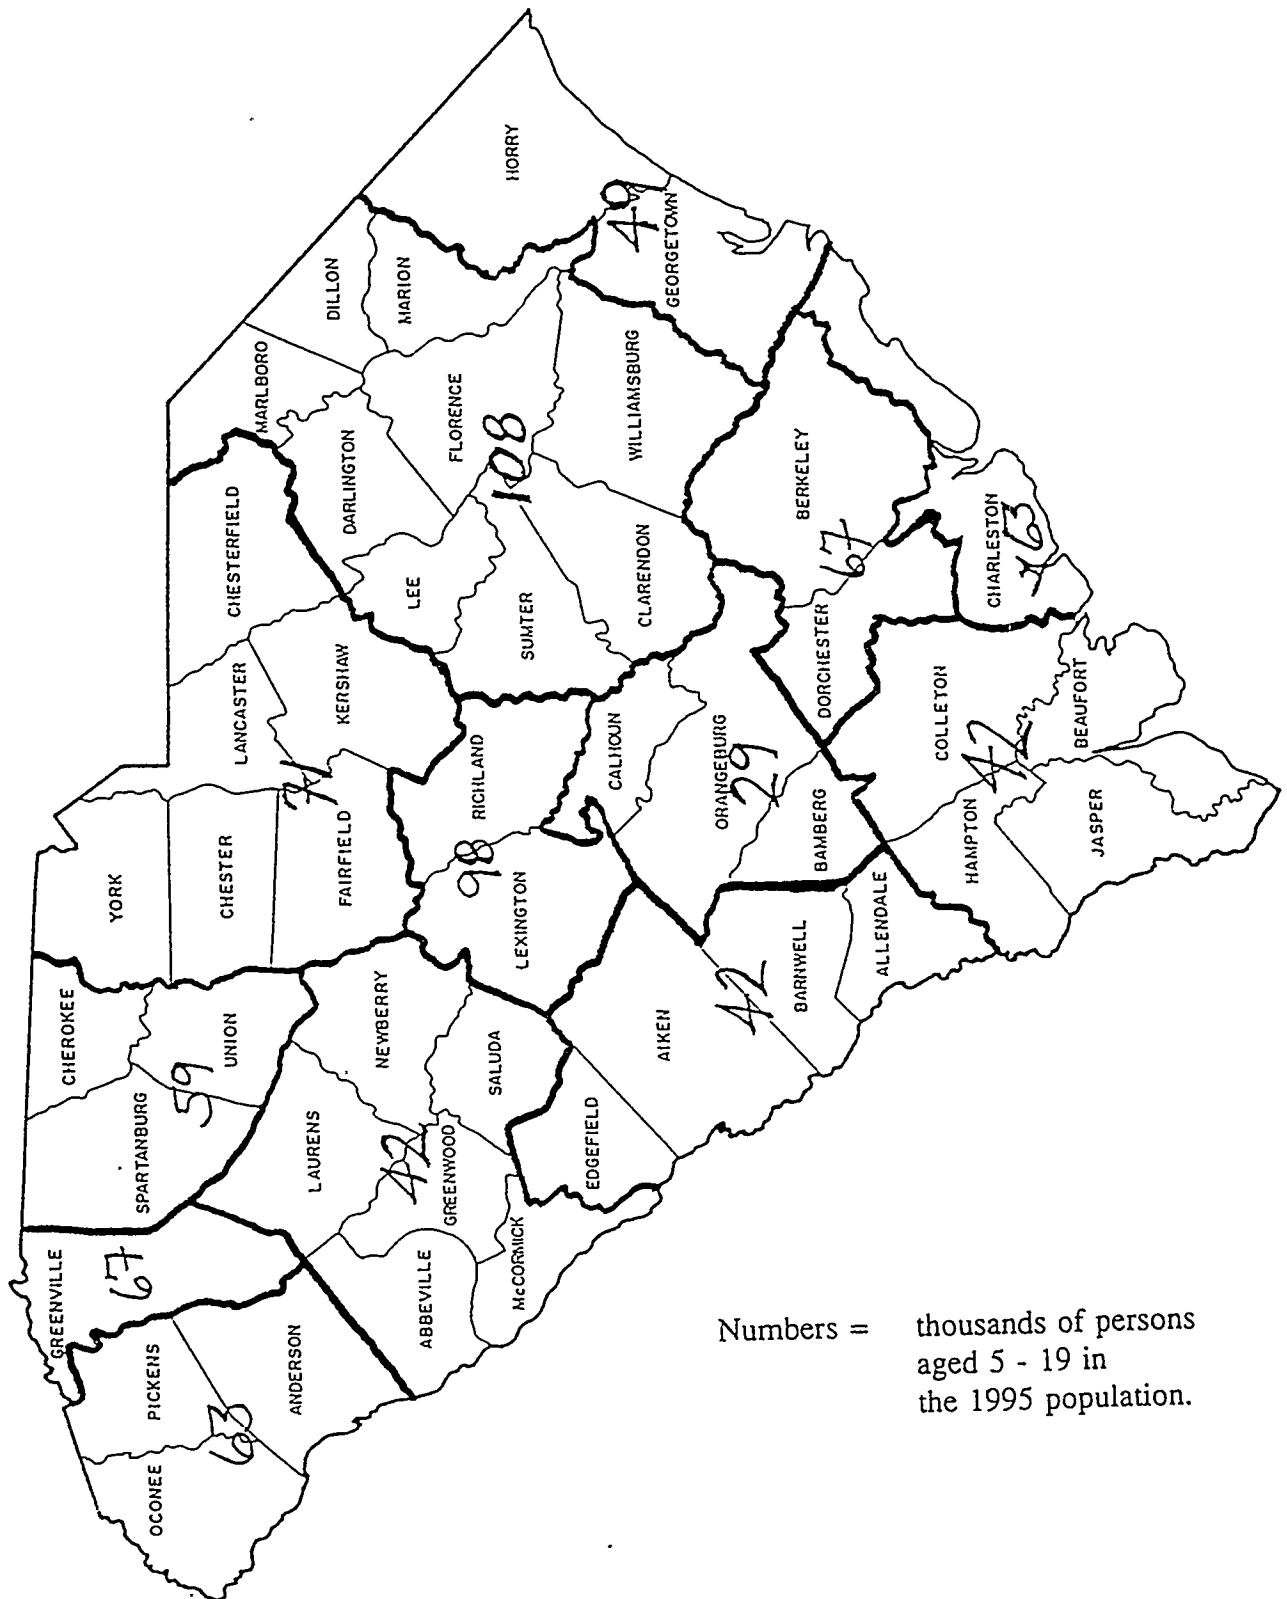 HORRY
49
GEORGETOWN
DILLON
MARION
MARLBORO
FLORENCE
108
WILLIAMSBURG
DARLINGTON
CHESTERFIELD
LEE
SUMTER
CLARENDON
BERKELEY
67
DORCHESTER
CHARLESTON
LANCASTER
KERSHAW
71
YORK
CHESTER
FAIRFIELD
RICHLAND
98
LEXINGTON
CALHOUN
ORANGEBURG
29
BAMBERG
COLLETON
42
BEAUFORT
HAMPTON
JASPER
ALLENDALE
BARNWELL
42
AIKEN
EDGEFIELD
CHEROKEE
UNION
59
SPARTANBURG
NEWBERRY
SALUDA
LAURENS
42
GREENWOOD
ABBEVILLE
McCORMICK
GREENVILLE
67
PICKENS
ANDERSON
63
OCONEE
Numbers = thousands of persons
aged 5 - 19 in
the 1995 population.